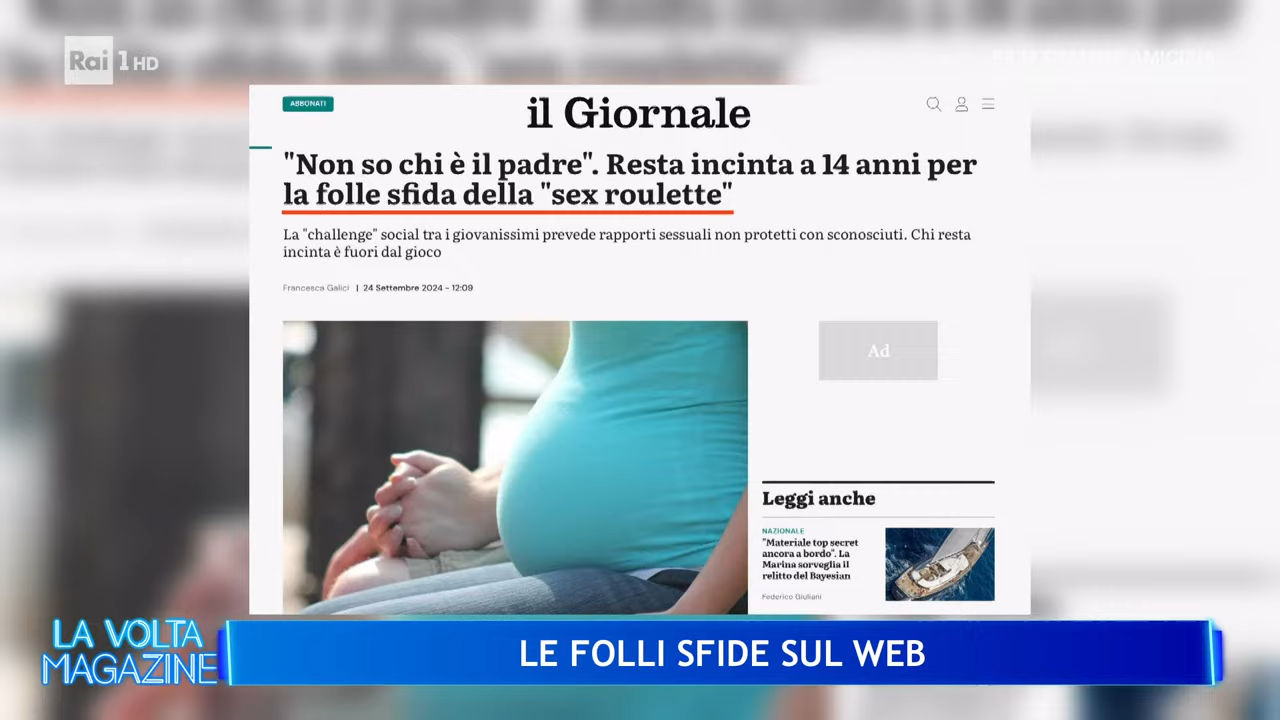 Rai 1 HD
ABBONATI
il Giornale
"Non so chi è il padre". Resta incinta a 14 anni per
la folle sfida della "sex roulette"
La "challenge" social tra i giovanissimi prevede rapporti sessuali non protetti con sconosciuti. Chi resta
incinta è fuori dal gioco
Francesca Galici | 24 Settembre 2024 - 12:09
Ad
Leggi anche
NAZIONALE
"Materiale top secret
ancora a bordo". La
Marina sorveglia il
relitto del Bayesian
Federico Giuliani
LA VOLTA
MAGAZINE
LE FOLLI SFIDE SUL WEB